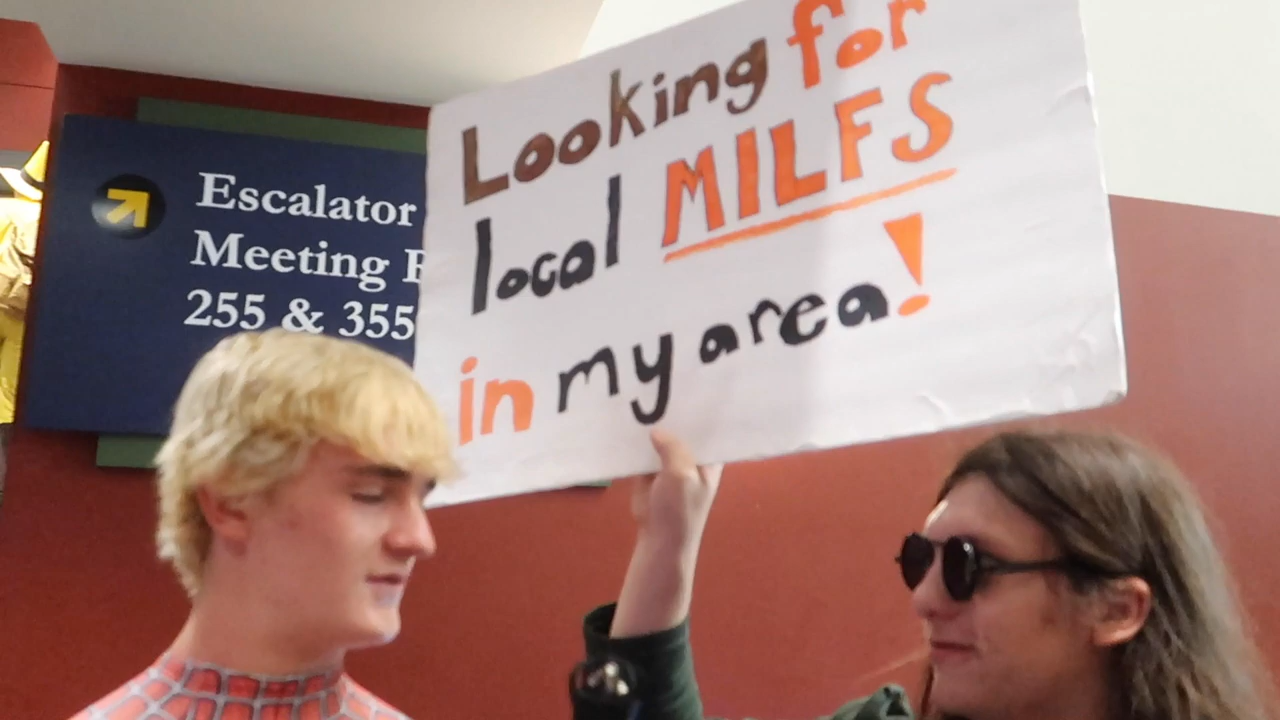 Escalator
Meeting
255 & 355
Looking for
local MILFS
in my area!